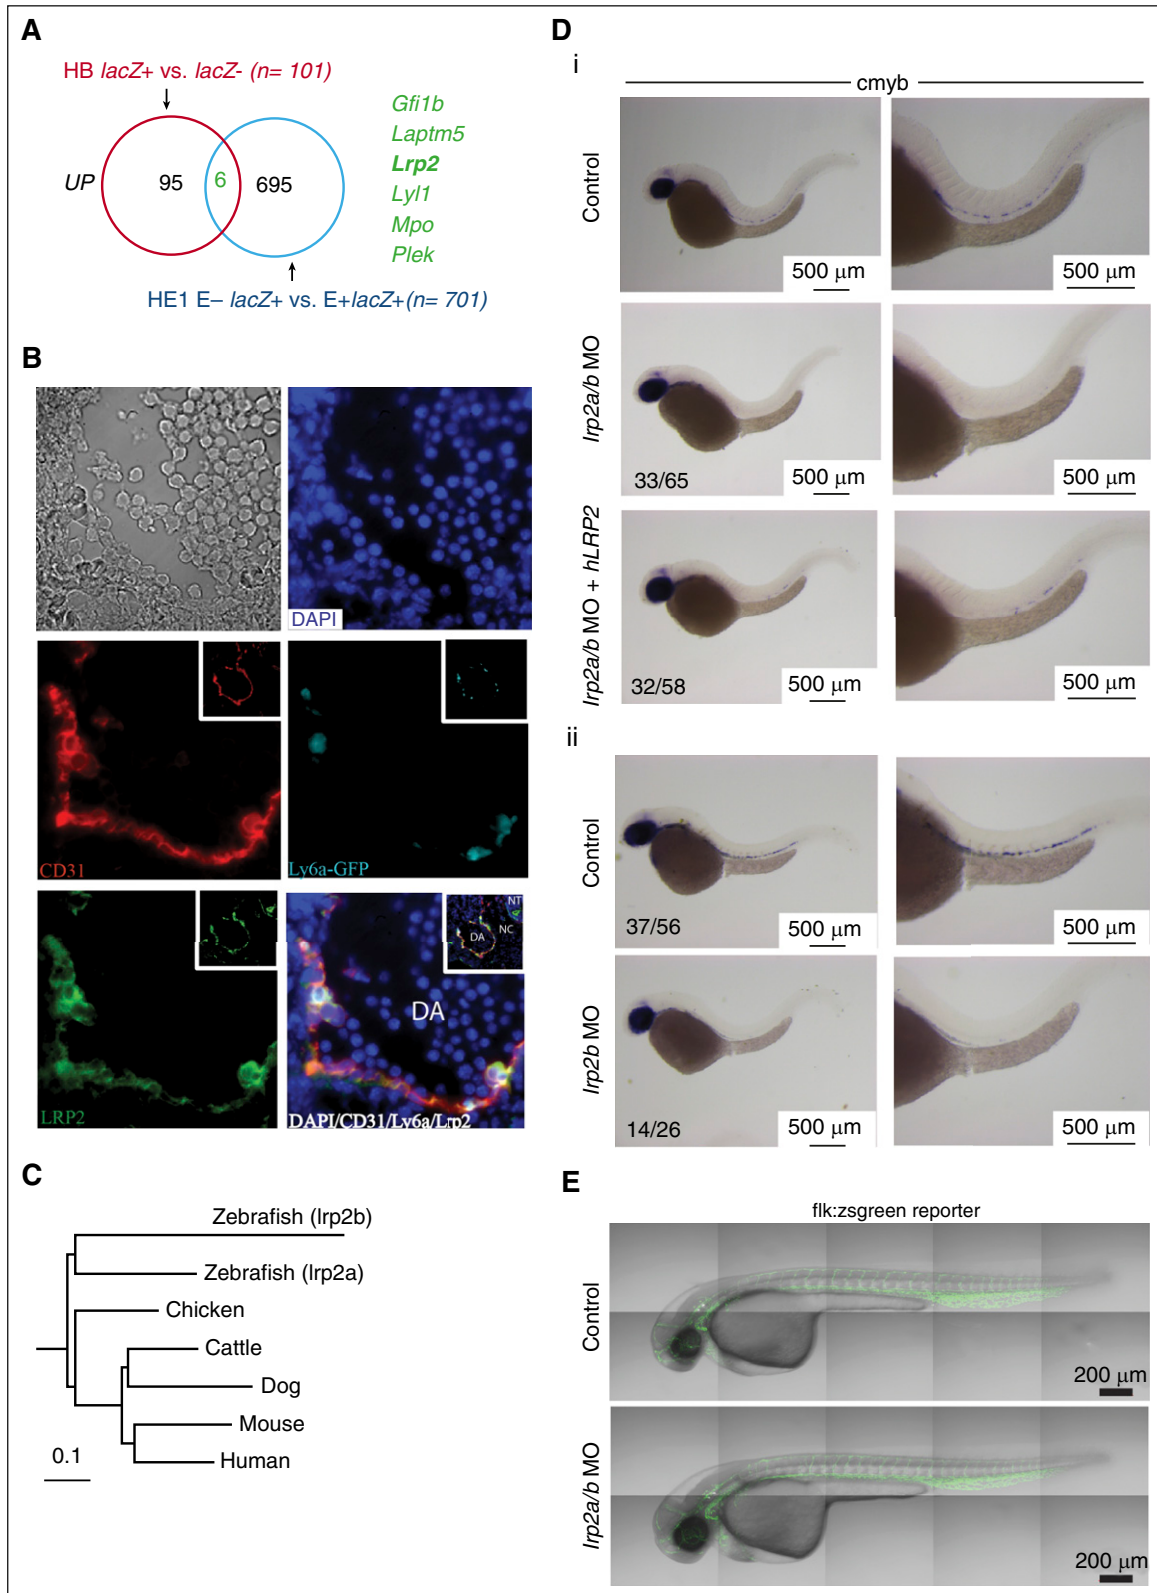 A
HB lacZ+ vs. lacZ- (n= 101)
UP
95
6
695
Gfi1b
Laptm5
Lrp2
Lyl1
Mpo
Plek
HE1 E– lacZ+ vs. E+lacZ+(n= 701)
B
DAPI
CD31
Ly6a-GFP
LRP2
NT
NC
DA
DA
DAPI/CD31/Ly6a/Lrp2
C
Zebrafish (lrp2b)
Zebrafish (lrp2a)
Chicken
Cattle
Dog
Mouse
Human
0.1
D
i
cmyb
Control
500 µm
500 µm
lrp2a/b MO
33/65
500 µm
500 µm
lrp2a/b MO + hLRP2
32/58
500 µm
500 µm
ii
Control
37/56
500 µm
500 µm
lrp2b MO
14/26
500 µm
500 µm
E
flk:zsgreen reporter
Control
200 µm
lrp2a/b MO
200 µm